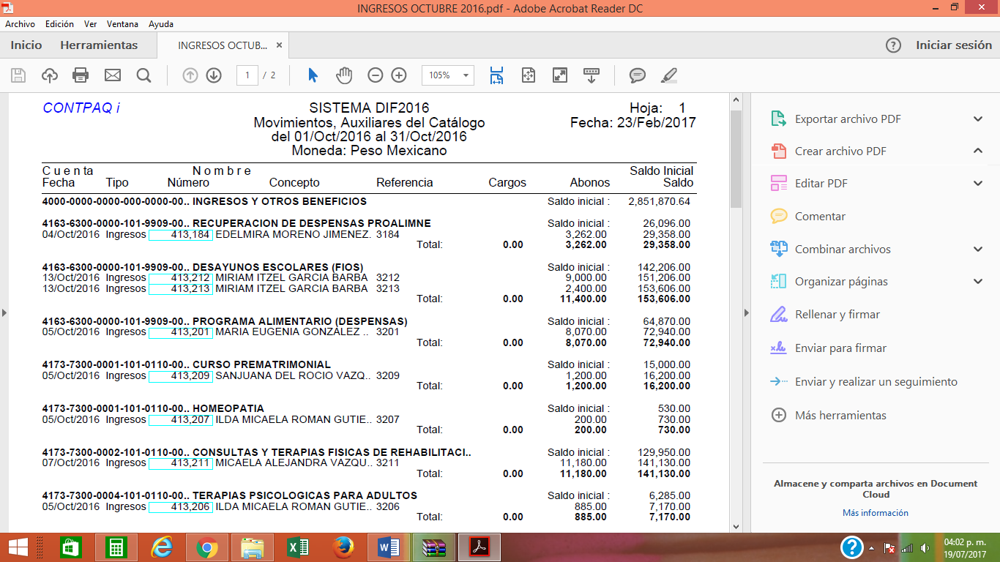 INGRESOS OCTUBRE 2016.pdf - Adobe Acrobat Reader DC
Archivo Edición Ver Ventana Ayuda
Inicio Herramientas INGRESOS OCTUB... × Iniciar sesión
1 / 2 105%
CONTPAQ i SISTEMA DIF2016 Hoja: 1
Movimientos, Auxiliares del Catálogo Fecha: 23/Feb/2017
del 01/Oct/2016 al 31/Oct/2016
Moneda: Peso Mexicano
C u e n t a N o m b r e Saldo Inicial
Fecha Tipo Número Concepto Referencia Cargos Abonos Saldo
4000-0000-0000-000-0000-00.. INGRESOS Y OTROS BENEFICIOS Saldo inicial : 2,851,870.64
4163-6300-0000-101-9909-00.. RECUPERACION DE DESPENSAS PROALIMNE Saldo inicial : 26,096.00
04/Oct/2016 Ingresos 413,184 EDELMIRA MORENO JIMENEZ. 3184 3,262.00 29,358.00
Total: 0.00 3,262.00 29,358.00
4163-6300-0000-101-9909-00.. DESAYUNOS ESCOLARES (FIOS) Saldo inicial : 142,206.00
13/Oct/2016 Ingresos 413,212 MIRIAM ITZEL GARCIA BARBA 3212 9,000.00 151,206.00
13/Oct/2016 Ingresos 413,213 MIRIAM ITZEL GARCIA BARBA 3213 2,400.00 153,606.00
Total: 0.00 11,400.00 153,606.00
4163-6300-0000-101-9909-00.. PROGRAMA ALIMENTARIO (DESPENSAS) Saldo inicial : 64,870.00
05/Oct/2016 Ingresos 413,201 MARIA EUGENIA GONZALEZ .. 3201 8,070.00 72,940.00
Total: 0.00 8,070.00 72,940.00
4173-7300-0001-101-0110-00.. CURSO PREMATRIMONIAL Saldo inicial : 15,000.00
05/Oct/2016 Ingresos 413,209 SANJUANA DEL ROCIO VAZQ.. 3209 1,200.00 16,200.00
Total: 0.00 1,200.00 16,200.00
4173-7300-0001-101-0110-00.. HOMEOPATIA Saldo inicial : 530.00
05/Oct/2016 Ingresos 413,207 ILDA MICAELA ROMAN GUTIE.. 3207 200.00 730.00
Total: 0.00 200.00 730.00
4173-7300-0002-101-0110-00.. CONSULTAS Y TERAPIAS FISICAS DE REHABILITACI.. Saldo inicial : 129,950.00
07/Oct/2016 Ingresos 413,211 MICAELA ALEJANDRA VAZQU.. 3211 11,180.00 141,130.00
Total: 0.00 11,180.00 141,130.00
4173-7300-0004-101-0110-00.. TERAPIAS PSICOLOGICAS PARA ADULTOS Saldo inicial : 6,285.00
05/Oct/2016 Ingresos 413,206 ILDA MICAELA ROMAN GUTIE.. 3206 885.00 7,170.00
Total: 0.00 885.00 7,170.00
Exportar archivo PDF
Crear archivo PDF
Editar PDF
Comentar
Combinar archivos
Organizar páginas
Rellenar y firmar
Enviar para firmar
Enviar y realizar un seguimiento
Más herramientas
Almacene y comparta archivos en Document
Cloud
Más información
04:02 p. m.
19/07/2017